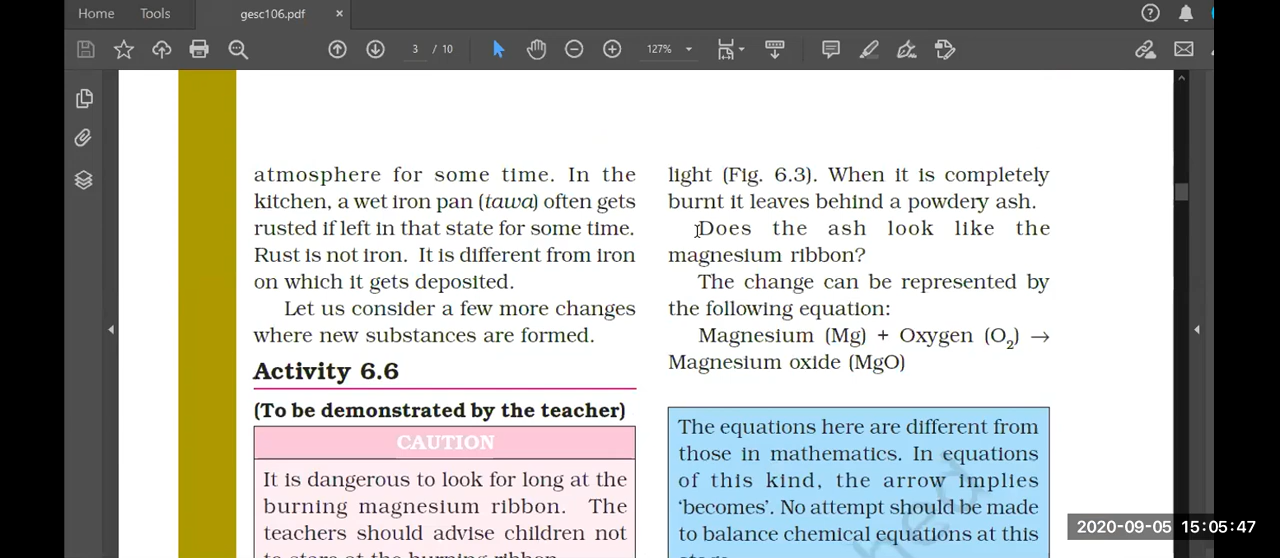 Home Tools gesc106.pdf ×
3 / 10 127%
atmosphere for some time. In the
kitchen, a wet iron pan (tawa) often gets
rusted if left in that state for some time.
Rust is not iron. It is different from iron
on which it gets deposited.
Let us consider a few more changes
where new substances are formed.
Activity 6.6
(To be demonstrated by the teacher)
CAUTION
It is dangerous to look for long at the
burning magnesium ribbon. The
teachers should advise children not
to stare at the burning ribbon.
light (Fig. 6.3). When it is completely
burnt it leaves behind a powdery ash.
Does the ash look like the
magnesium ribbon?
The change can be represented by
the following equation:
Magnesium (Mg) + Oxygen (O₂) →
Magnesium oxide (MgO)
The equations here are different from
those in mathematics. In equations
of this kind, the arrow implies
‘becomes’. No attempt should be made
to balance chemical equations at this
2020-09-05 15:05:47